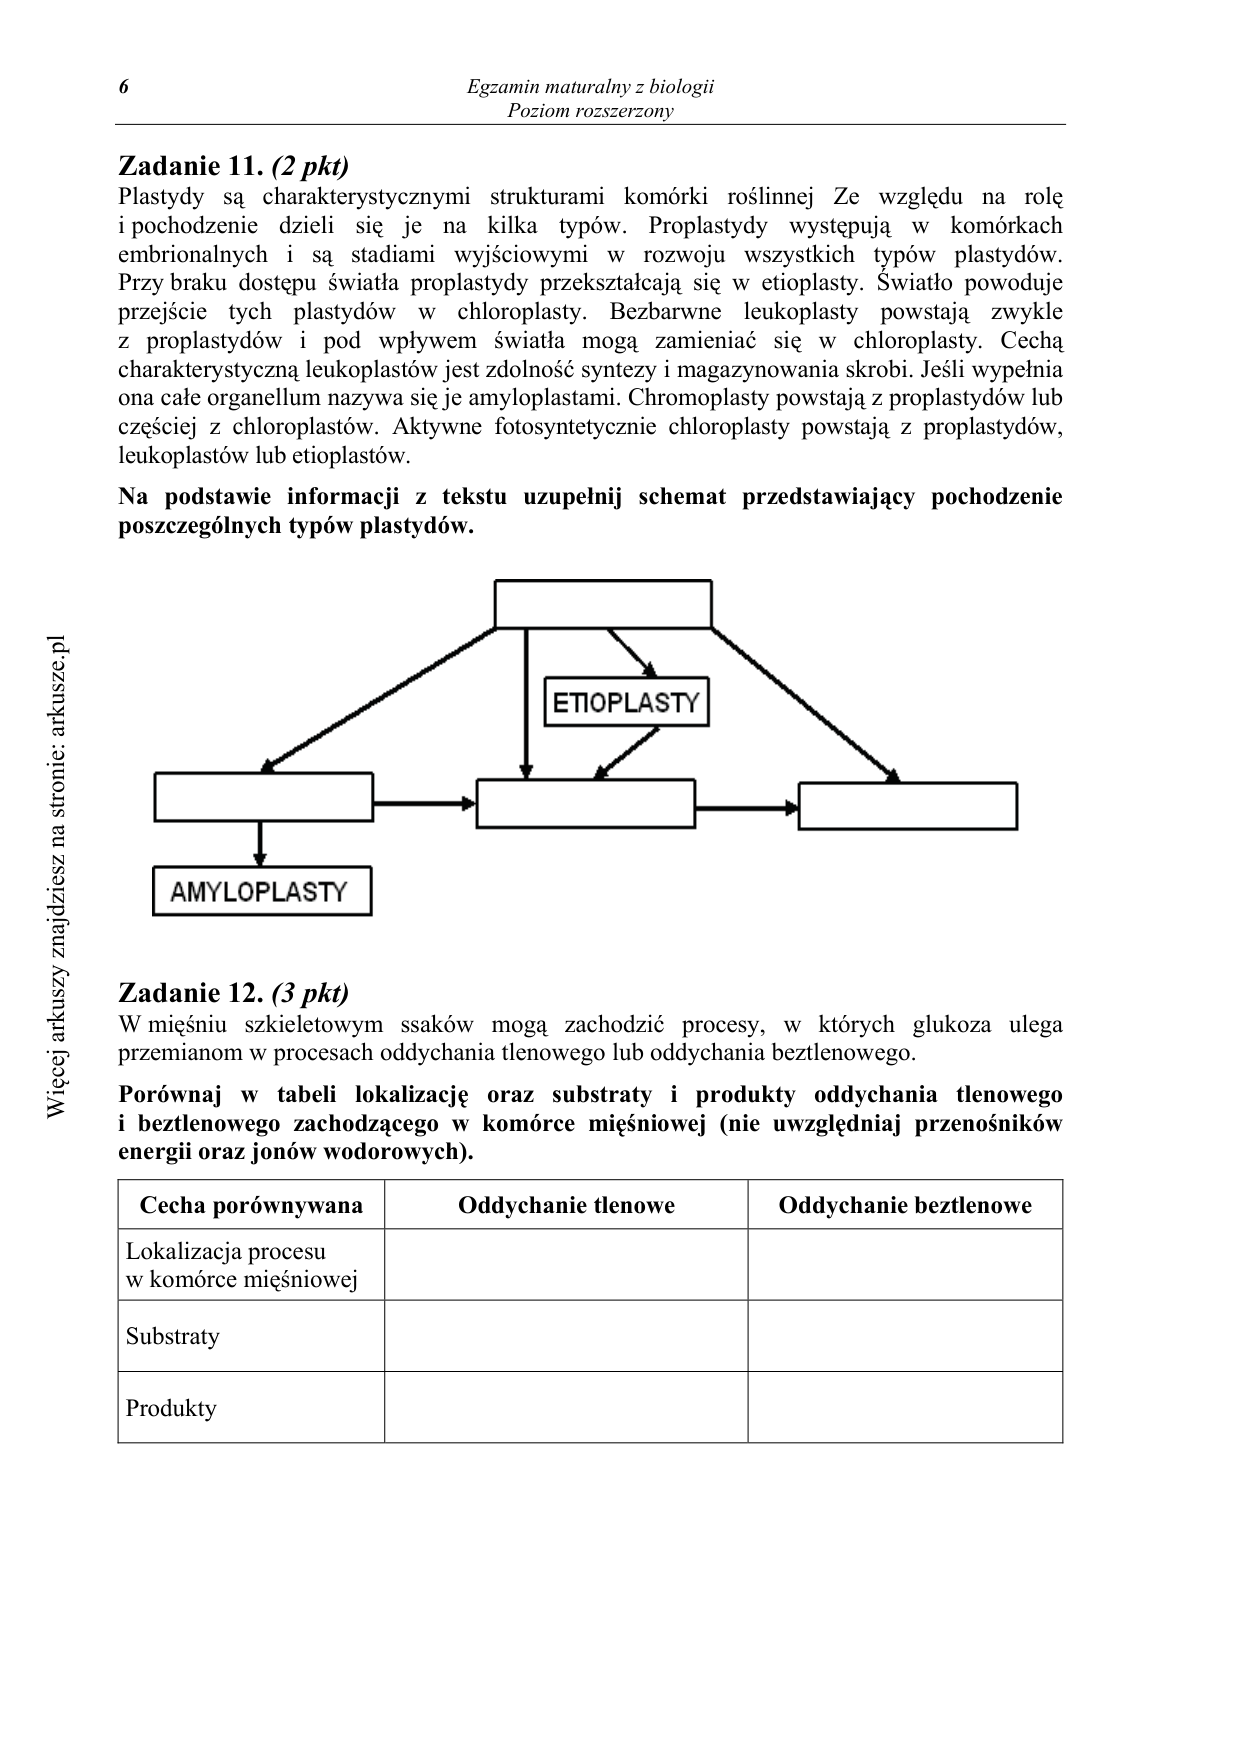 6
Egzamin maturalny z biologii
Poziom rozszerzony
Zadanie 11. (2 pkt)
Plastydy są charakterystycznymi strukturami komórki roślinnej Ze względu na rolę
i pochodzenie dzieli się je na kilka typów. Proplastydy występują w komórkach
embrionalnych i są stadiami wyjściowymi w rozwoju wszystkich typów plastydów.
Przy braku dostępu światła proplastydy przekształcają się w etioplasty. Światło powoduje
przejście tych plastydów w chloroplasty. Bezbarwne leukoplasty powstają zwykle
z proplastydów i pod wpływem światła mogą zamieniać się w chloroplasty. Cechą
charakterystyczną leukoplastów jest zdolność syntezy i magazynowania skrobi. Jeśli wypełnia
ona całe organellum nazywa się je amyloplastami. Chromoplasty powstają z proplastydów lub
częściej z chloroplastów. Aktywne fotosyntetycznie chloroplasty powstają z proplastydów,
leukoplastów lub etioplastów.
Na podstawie informacji z tekstu uzupełnij schemat przedstawiający pochodzenie
poszczególnych typów plastydów.
ETIOPLASTY
AMYLOPLASTY
Zadanie 12. (3 pkt)
W mięśniu szkieletowym ssaków mogą zachodzić procesy, w których glukoza ulega
przemianom w procesach oddychania tlenowego lub oddychania beztlenowego.
Porównaj w tabeli lokalizację oraz substraty i produkty oddychania tlenowego
i beztlenowego zachodzącego w komórce mięśniowej (nie uwzględniaj przenośników
energii oraz jonów wodorowych).
Cecha porównywana
Oddychanie tlenowe
Oddychanie beztlenowe
Lokalizacja procesu
w komórce mięśniowej
Substraty
Produkty
Więcej arkuszy znajdziesz na stronie: arkusze.pl